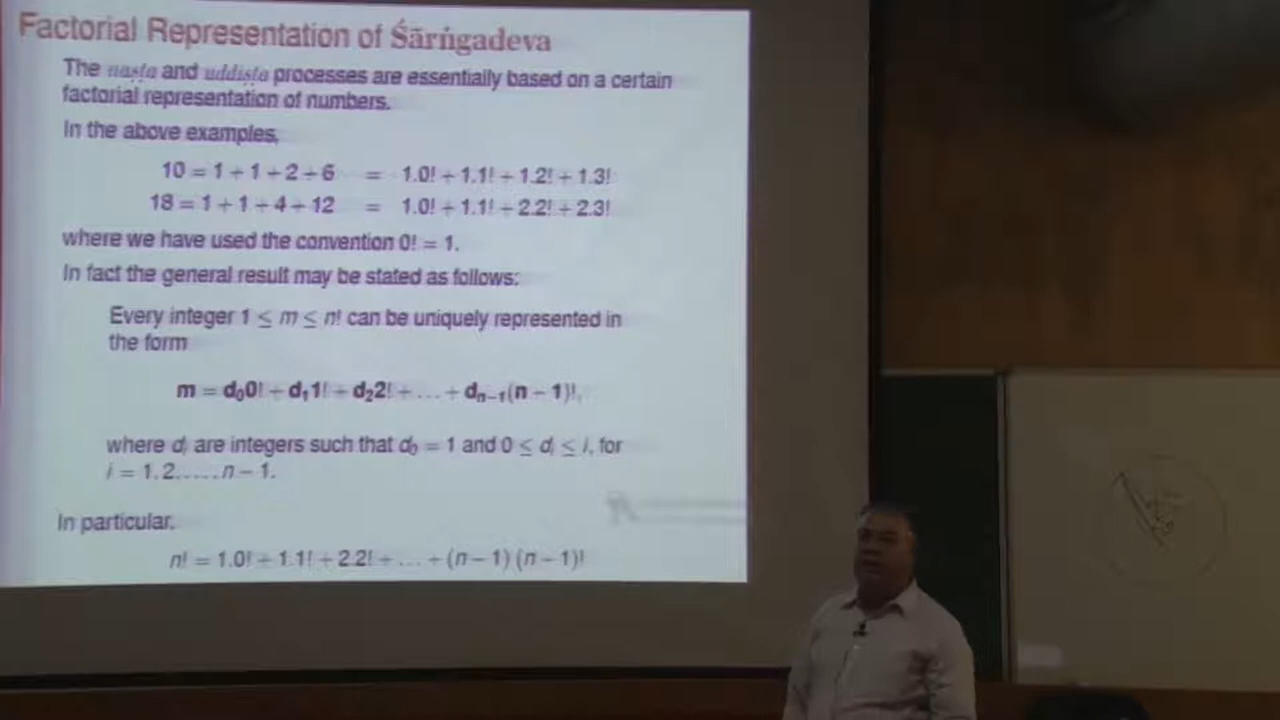 Factorial Representation of Śārṅgadeva
The naṣṭa and uddiṣṭa processes are essentially based on a certain
factorial representation of numbers.
In the above examples,
10 = 1 + 1 + 2 + 6 = 1.0! + 1.1! + 1.2! + 1.3!
18 = 1 + 1 + 4 + 12 = 1.0! + 1.1! + 2.2! + 2.3!
where we have used the convention 0! = 1.
In fact the general result may be stated as follows:
Every integer 1 ≤ m ≤ n! can be uniquely represented in
the form
m = d₀0! + d₁1! + d₂2! + ... + dₙ₋₁(n − 1)!,
where dᵢ are integers such that d₀ = 1 and 0 ≤ dᵢ ≤ i, for
i = 1, 2, ..., n − 1.
In particular,
n! = 1.0! + 1.1! + 2.2! + ... + (n − 1) (n − 1)!